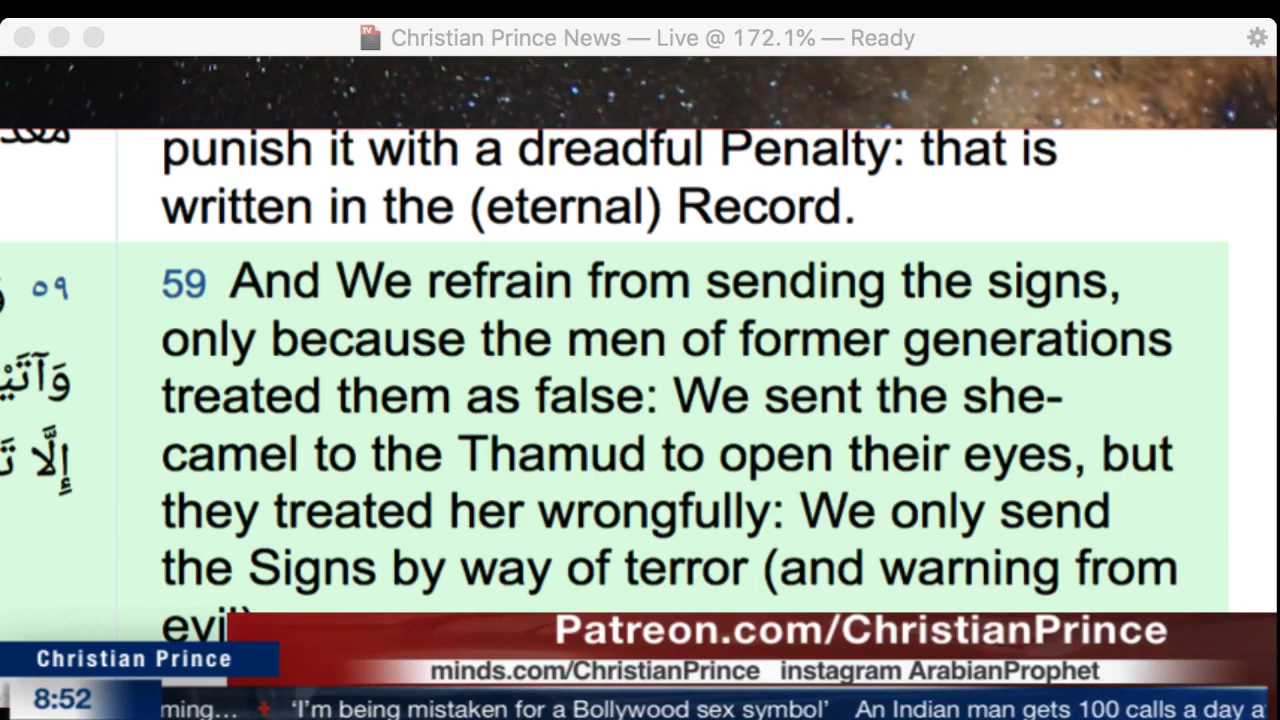 Christian Prince News — Live @ 172.1% — Ready
punish it with a dreadful Penalty: that is
written in the (eternal) Record.
٥٩
59 And We refrain from sending the signs,
only because the men of former generations
treated them as false: We sent the she-
camel to the Thamud to open their eyes, but
they treated her wrongfully: We only send
the Signs by way of terror (and warning from
evil)
إِلَّا
Patreon.com/ChristianPrince
minds.com/ChristianPrince instagram ArabianProphet
Christian Prince
8:52
ming... 'I'm being mistaken for a Bollywood sex symbol' An Indian man gets 100 calls a day